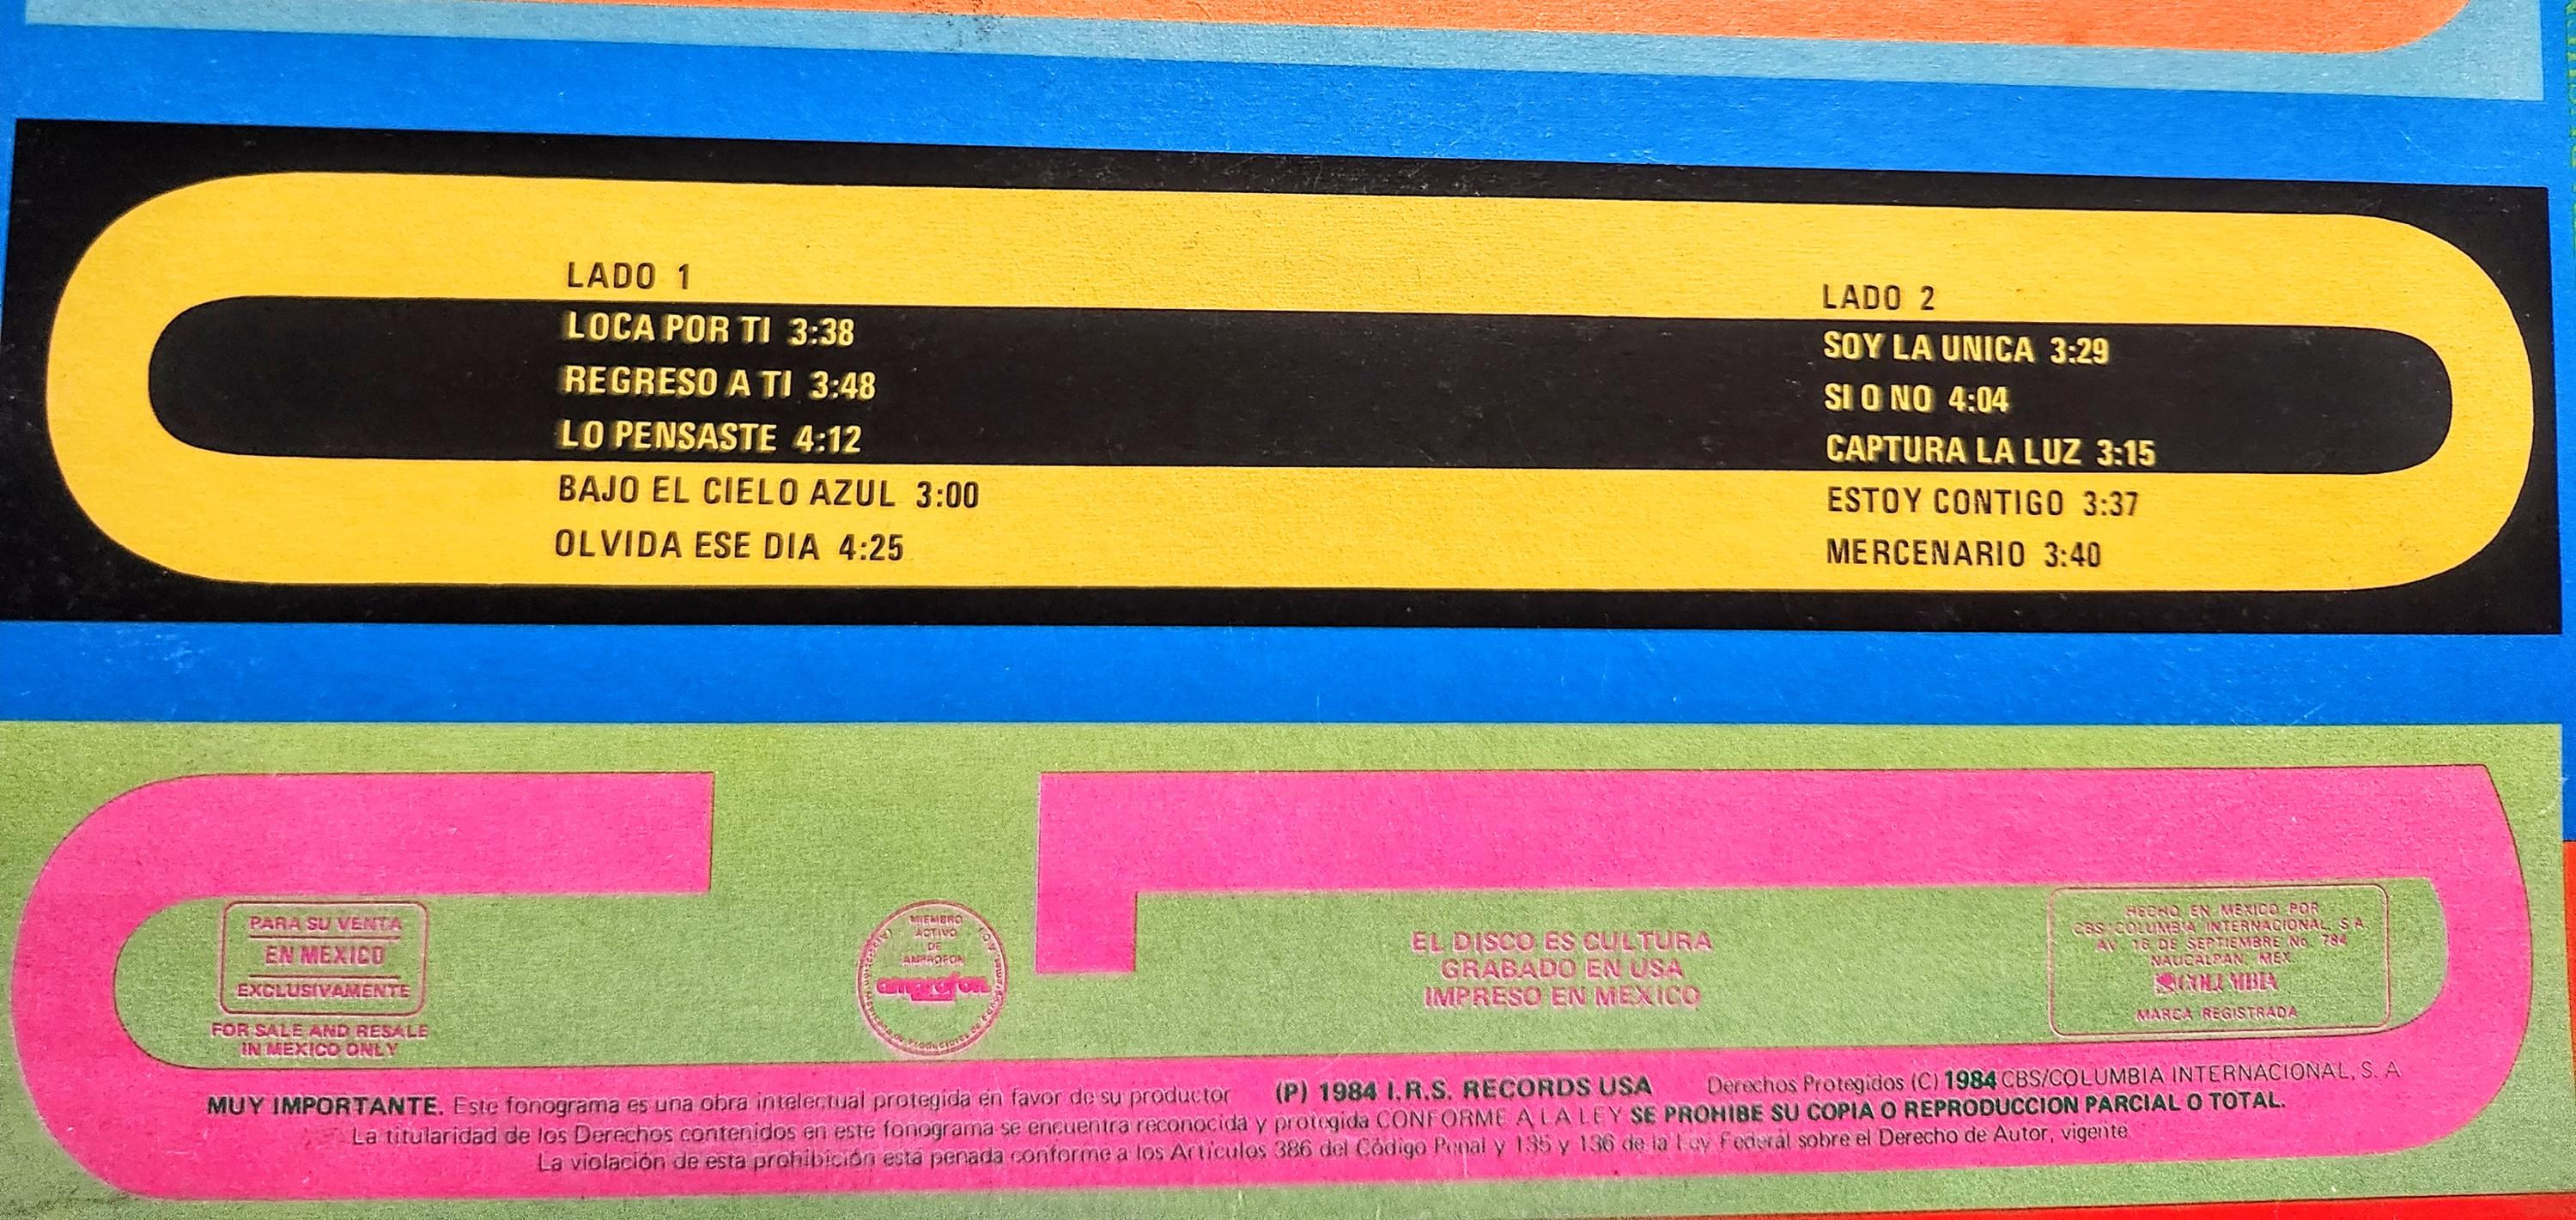 LADO 1
LOCA POR TI 3:38
REGRESO A TI 3:48
LO PENSASTE 4:12
BAJO EL CIELO AZUL 3:00
OLVIDA ESE DIA 4:25
LADO 2
SOY LA UNICA 3:29
SI O NO 4:04
CAPTURA LA LUZ 3:15
ESTOY CONTIGO 3:37
MERCENARIO 3:40
PARA SU VENTA
EN MEXICO
EXCLUSIVAMENTE
FOR SALE AND RESALE
IN MEXICO ONLY
MIEMBRO
ACTIVO
DE
AMPROFON
amprofon
EL DISCO ES CULTURA
GRABADO EN USA
IMPRESO EN MEXICO
HECHO EN MEXICO POR
CBS/COLUMBIA INTERNACIONAL, S.A.
AV. 16 DE SEPTIEMBRE No. 784
NAUCALPAN, MEX.
COLUMBIA
MARCA REGISTRADA
MUY IMPORTANTE. Este fonograma es una obra intelectual protegida en favor de su productor (P) 1984 I.R.S. RECORDS USA Derechos Protegidos (C) 1984 CBS/COLUMBIA INTERNACIONAL, S. A
La titularidad de los Derechos contenidos en este fonograma se encuentra reconocida y protegida CONFORME A LA LEY SE PROHIBE SU COPIA O REPRODUCCION PARCIAL O TOTAL.
La violación de esta prohibición está penada conforme a los Artículos 386 del Código Penal y 135 y 136 de la Ley Federal sobre el Derecho de Autor, vigente